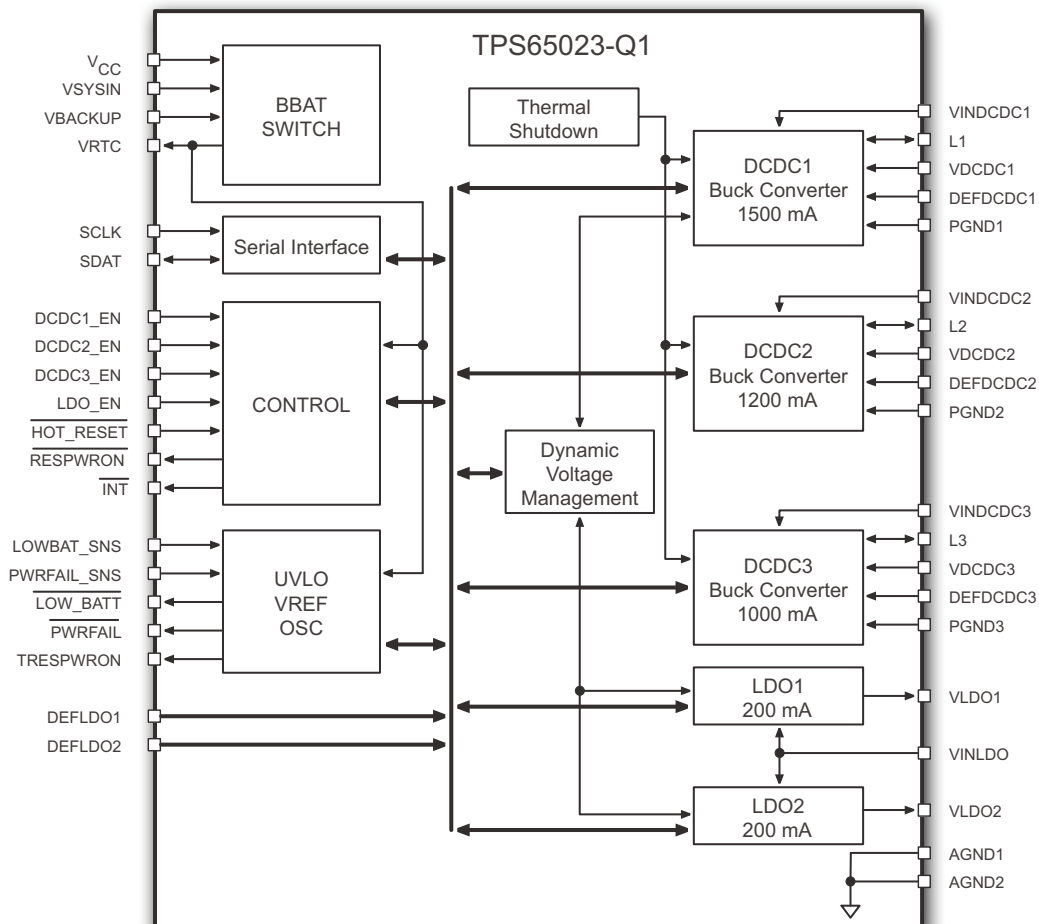 TPS65023-Q1
VCC
VSYSIN
VBACKUP
VRTC
BBAT
SWITCH
SCLK
SDAT
Serial Interface
DCDC1_EN
DCDC2_EN
DCDC3_EN
LDO_EN
HOT_RESET
RESPWRON
INT
CONTROL
LOWBAT_SNS
PWRFAIL_SNS
LOW_BATT
PWRFAIL
TRESPWRON
UVLO
VREF
OSC
DEFLDO1
DEFLDO2
Thermal
Shutdown
Dynamic
Voltage
Management
DCDC1
Buck Converter
1500 mA
VINDCDC1
L1
VDCDC1
DEFDCDC1
PGND1
DCDC2
Buck Converter
1200 mA
VINDCDC2
L2
VDCDC2
DEFDCDC2
PGND2
DCDC3
Buck Converter
1000 mA
VINDCDC3
L3
VDCDC3
DEFDCDC3
PGND3
LDO1
200 mA
VLDO1
VINLDO
LDO2
200 mA
VLDO2
AGND1
AGND2